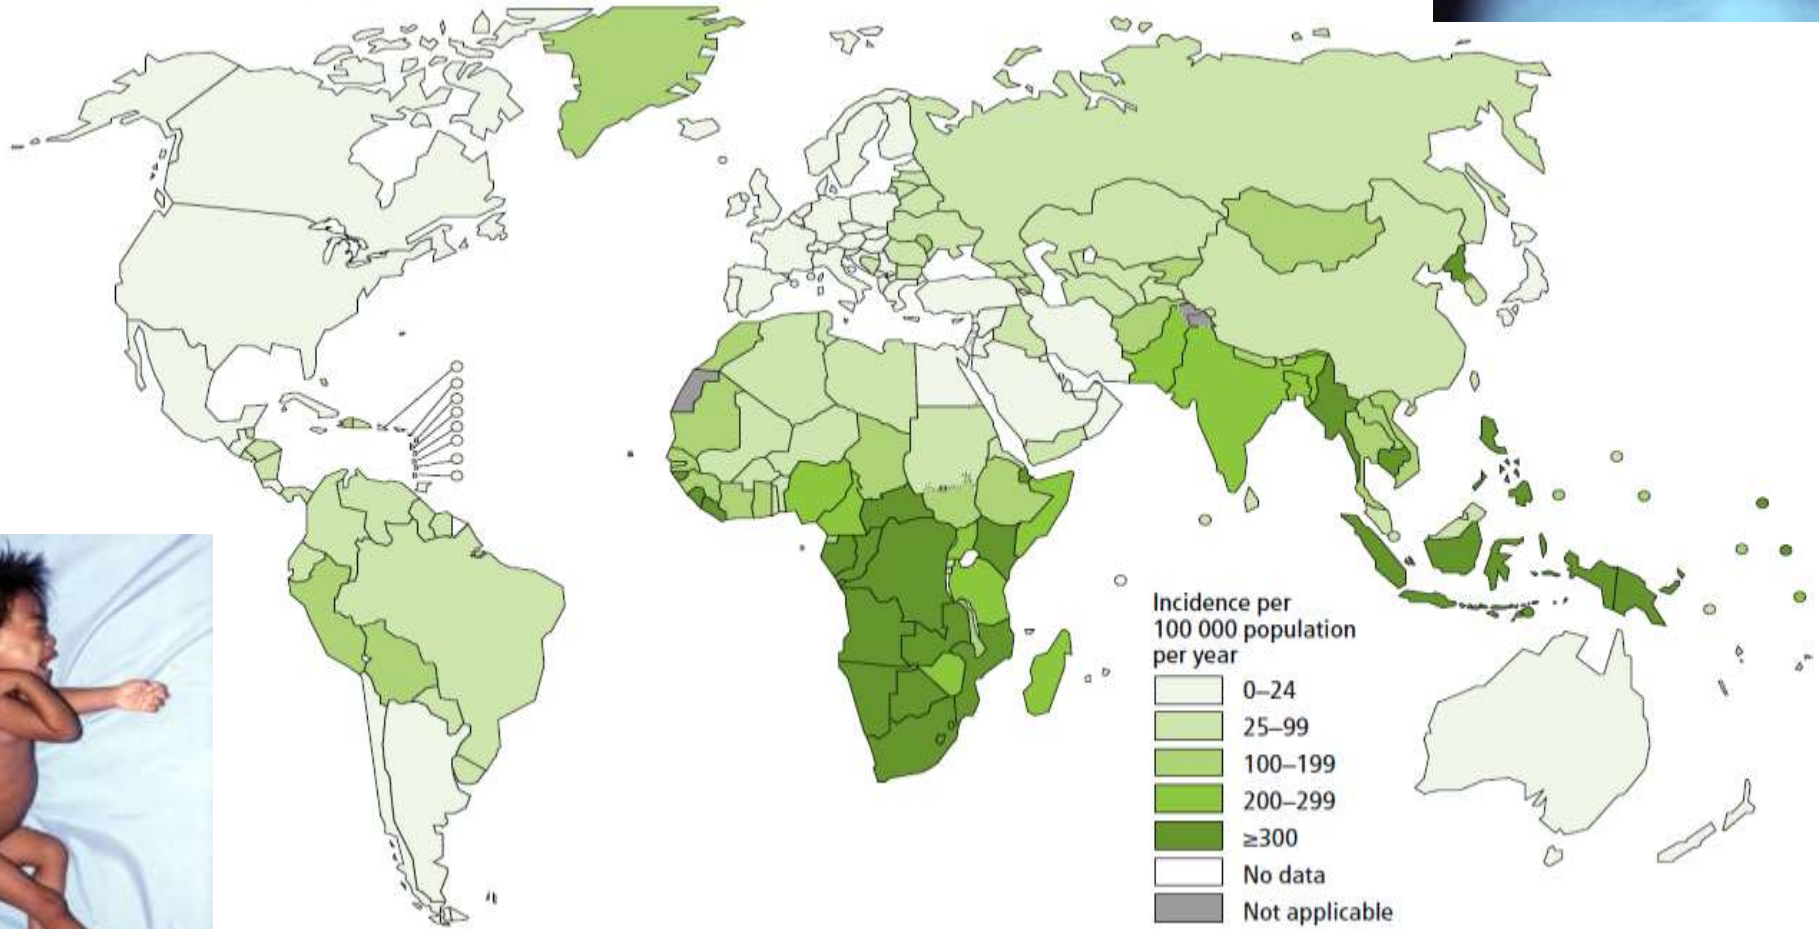 Incidence per
100 000 population
per year
0–24
25–99
100–199
200–299
≥300
No data
Not applicable